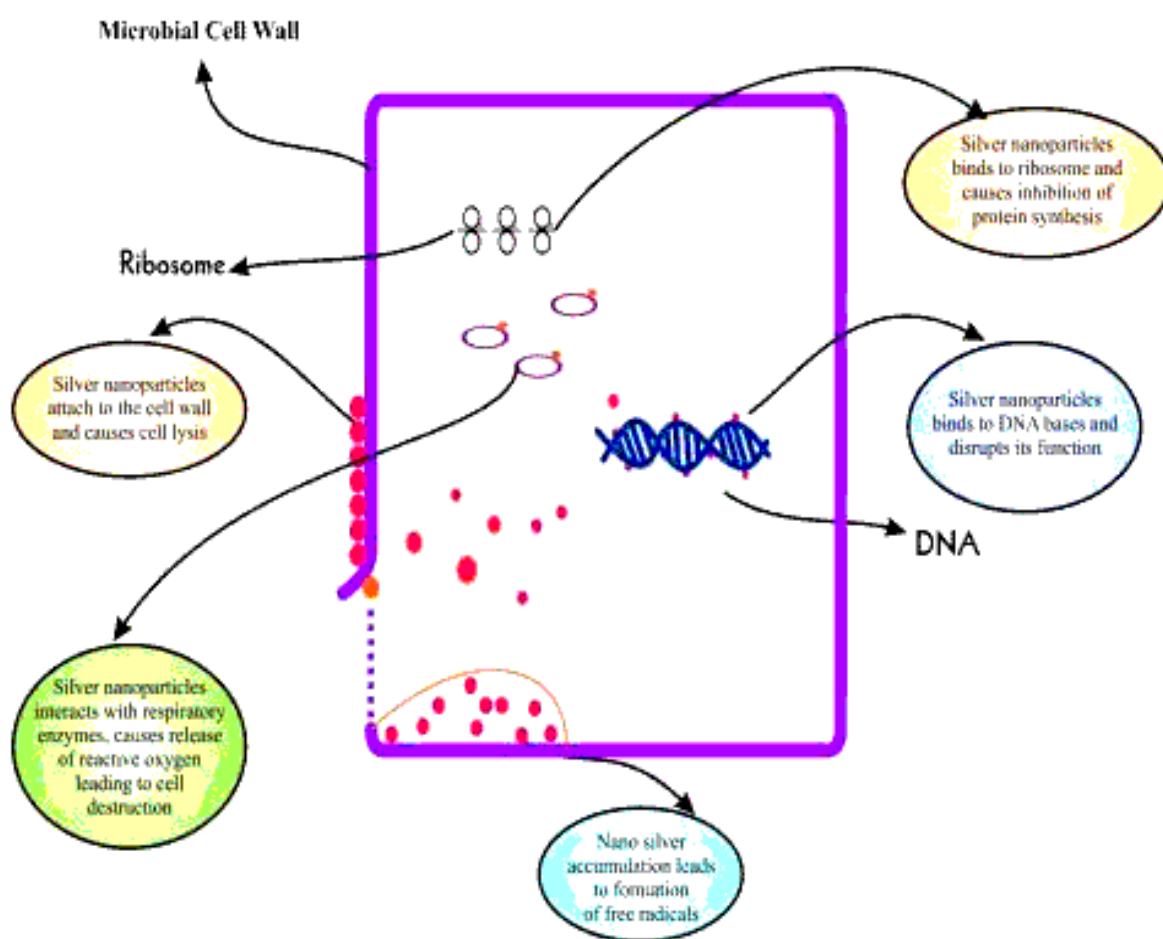 Microbial Cell Wall
Silver nanoparticles
binds to ribosome and
causes inhibition of
protein synthesis
Ribosome
Silver nanoparticles
attach to the cell wall
and causes cell lysis
Silver nanoparticles
binds to DNA bases and
disrupts its function
DNA
Silver nanoparticles
interacts with respiratory
enzymes, causes release
of reactive oxygen
leading to cell
destruction
Nano silver
accumulation leads
to formation
of free radicals